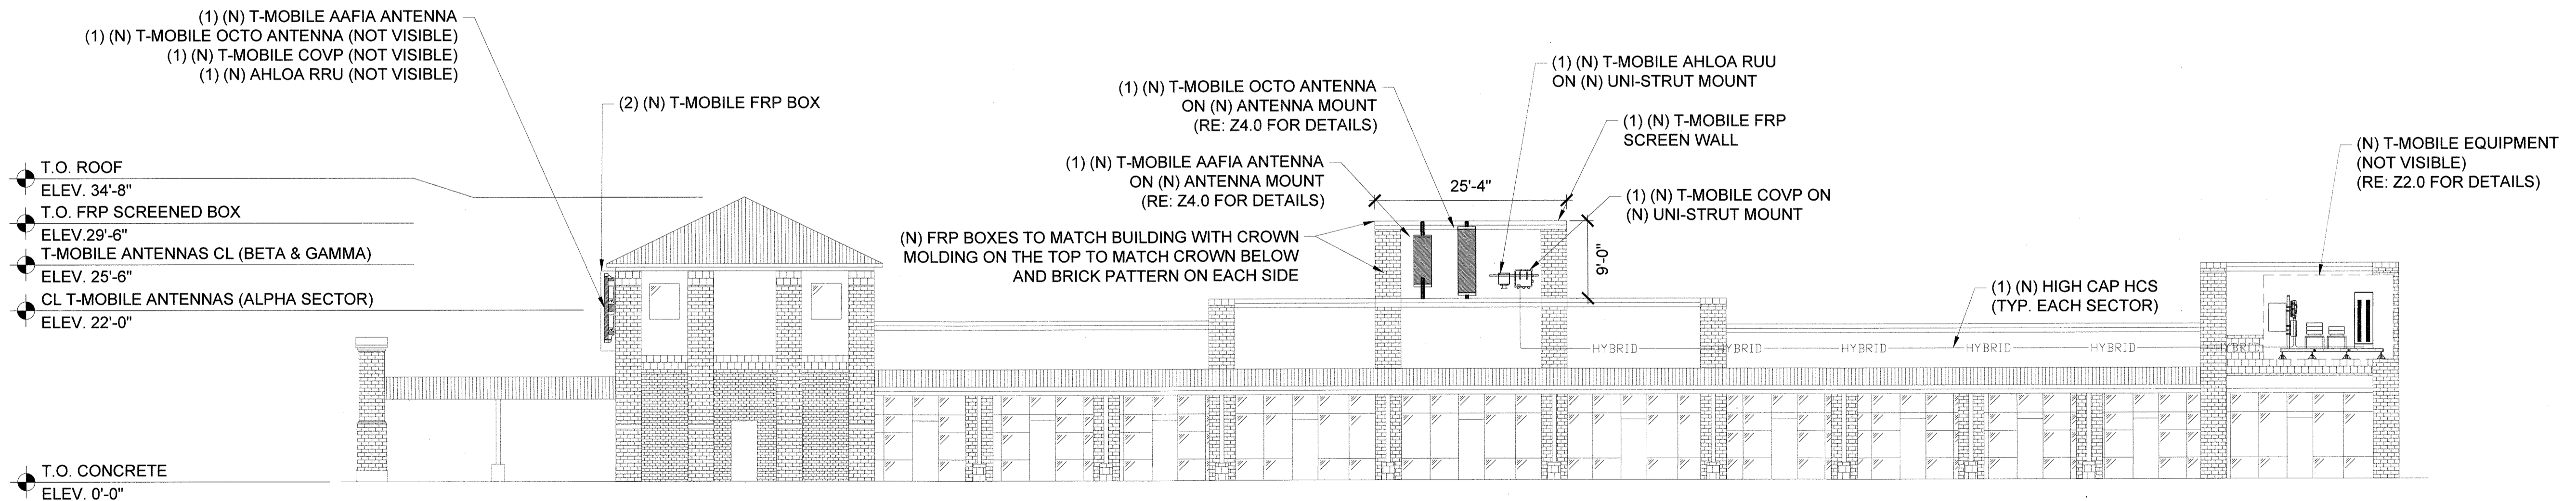 (1) (N) T-MOBILE AAFIA ANTENNA
(1) (N) T-MOBILE OCTO ANTENNA (NOT VISIBLE)
(1) (N) T-MOBILE COVP (NOT VISIBLE)
(1) (N) AHLOA RRU (NOT VISIBLE)
(2) (N) T-MOBILE FRP BOX
T.O. ROOF
ELEV. 34'-8"
T.O. FRP SCREENED BOX
ELEV.29'-6"
T-MOBILE ANTENNAS CL (BETA & GAMMA)
ELEV. 25'-6"
CL T-MOBILE ANTENNAS (ALPHA SECTOR)
ELEV. 22'-0"
T.O. CONCRETE
ELEV. 0'-0"
(1) (N) T-MOBILE OCTO ANTENNA
ON (N) ANTENNA MOUNT
(RE: Z4.0 FOR DETAILS)
(1) (N) T-MOBILE AAFIA ANTENNA
ON (N) ANTENNA MOUNT
(RE: Z4.0 FOR DETAILS)
(N) FRP BOXES TO MATCH BUILDING WITH CROWN
MOLDING ON THE TOP TO MATCH CROWN BELOW
AND BRICK PATTERN ON EACH SIDE
25'-4"
9'-0"
(1) (N) T-MOBILE AHLOA RUU
ON (N) UNI-STRUT MOUNT
(1) (N) T-MOBILE FRP
SCREEN WALL
(1) (N) T-MOBILE COVP ON
(N) UNI-STRUT MOUNT
(N) T-MOBILE EQUIPMENT
(NOT VISIBLE)
(RE: Z2.0 FOR DETAILS)
(1) (N) HIGH CAP HCS
(TYP. EACH SECTOR)
HYBRID HYBRID HYBRID HYBRID HYBRID HYBRID